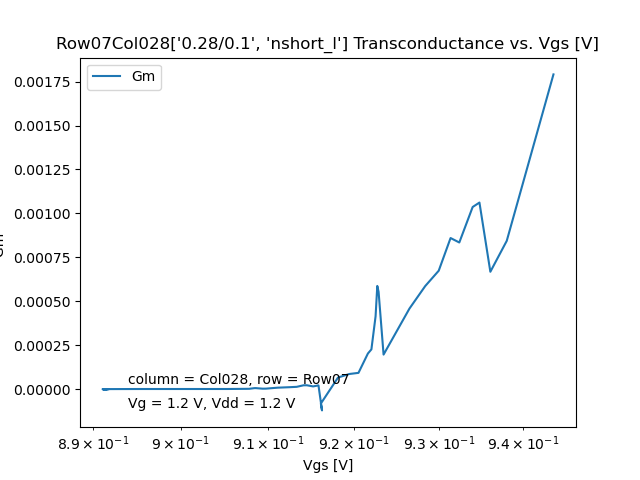 Row07Col028['0.28/0.1', 'nshort_l'] Transconductance vs. Vgs [V]
Gm
0.00175
0.00150
0.00125
0.00100
0.00075
0.00050
0.00025
0.00000
column = Col028, row = Row07
Vg = 1.2 V, Vdd = 1.2 V
8.9 × 10⁻¹ 9 × 10⁻¹ 9.1 × 10⁻¹ 9.2 × 10⁻¹ 9.3 × 10⁻¹ 9.4 × 10⁻¹
Vgs [V]